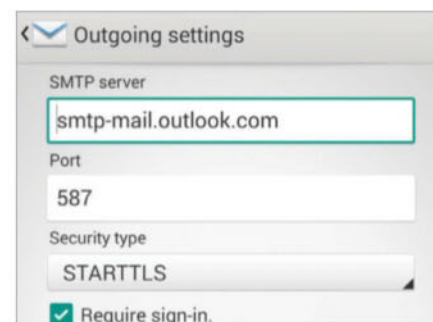 Outgoing settings
SMTP server
smtp-mail.outlook.com
Port
587
Security type
STARTTLS
Require sign-in.